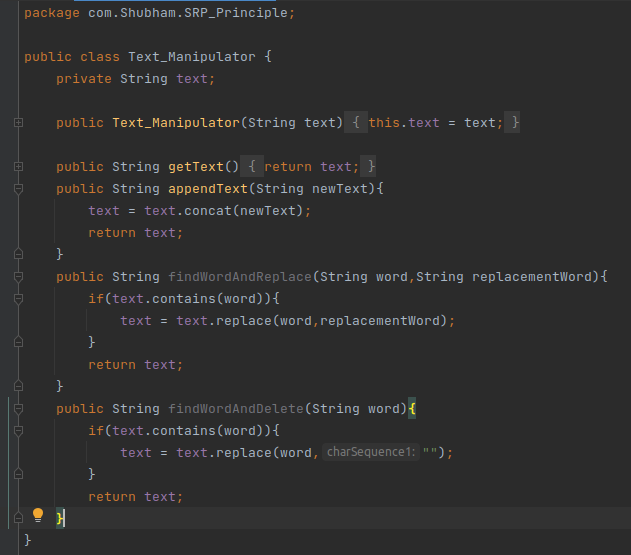 package com.Shubham.SRP_Principle;
public class Text_Manipulator {
private String text;
public Text_Manipulator(String text) { this.text = text; }
public String getText() { return text; }
public String appendText(String newText){
text = text.concat(newText);
return text;
}
public String findWordAndReplace(String word,String replacementWord){
if(text.contains(word)){
text = text.replace(word,replacementWord);
}
return text;
}
public String findWordAndDelete(String word){
if(text.contains(word)){
text = text.replace(word, charSequence1: "");
}
return text;
}
}